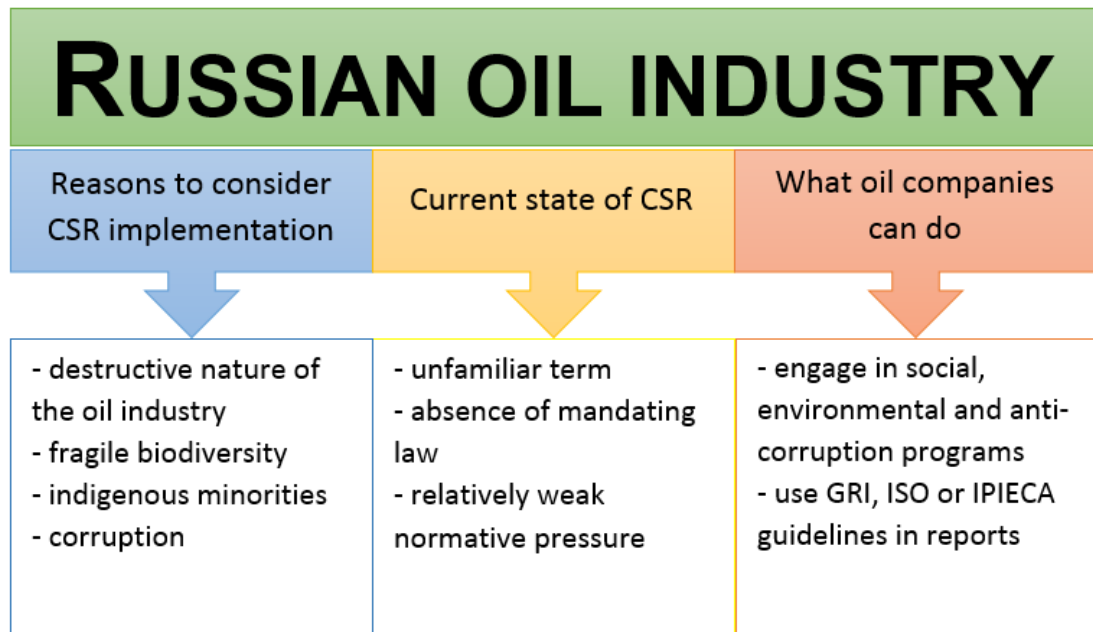 RUSSIAN OIL INDUSTRY
Reasons to consider
CSR implementation
Current state of CSR
What oil companies
can do
- destructive nature of
the oil industry
- fragile biodiversity
- indigenous minorities
- corruption
- unfamiliar term
- absence of mandating
law
- relatively weak
normative pressure
- engage in social,
environmental and anti-
corruption programs
- use GRI, ISO or IPIECA
guidelines in reports